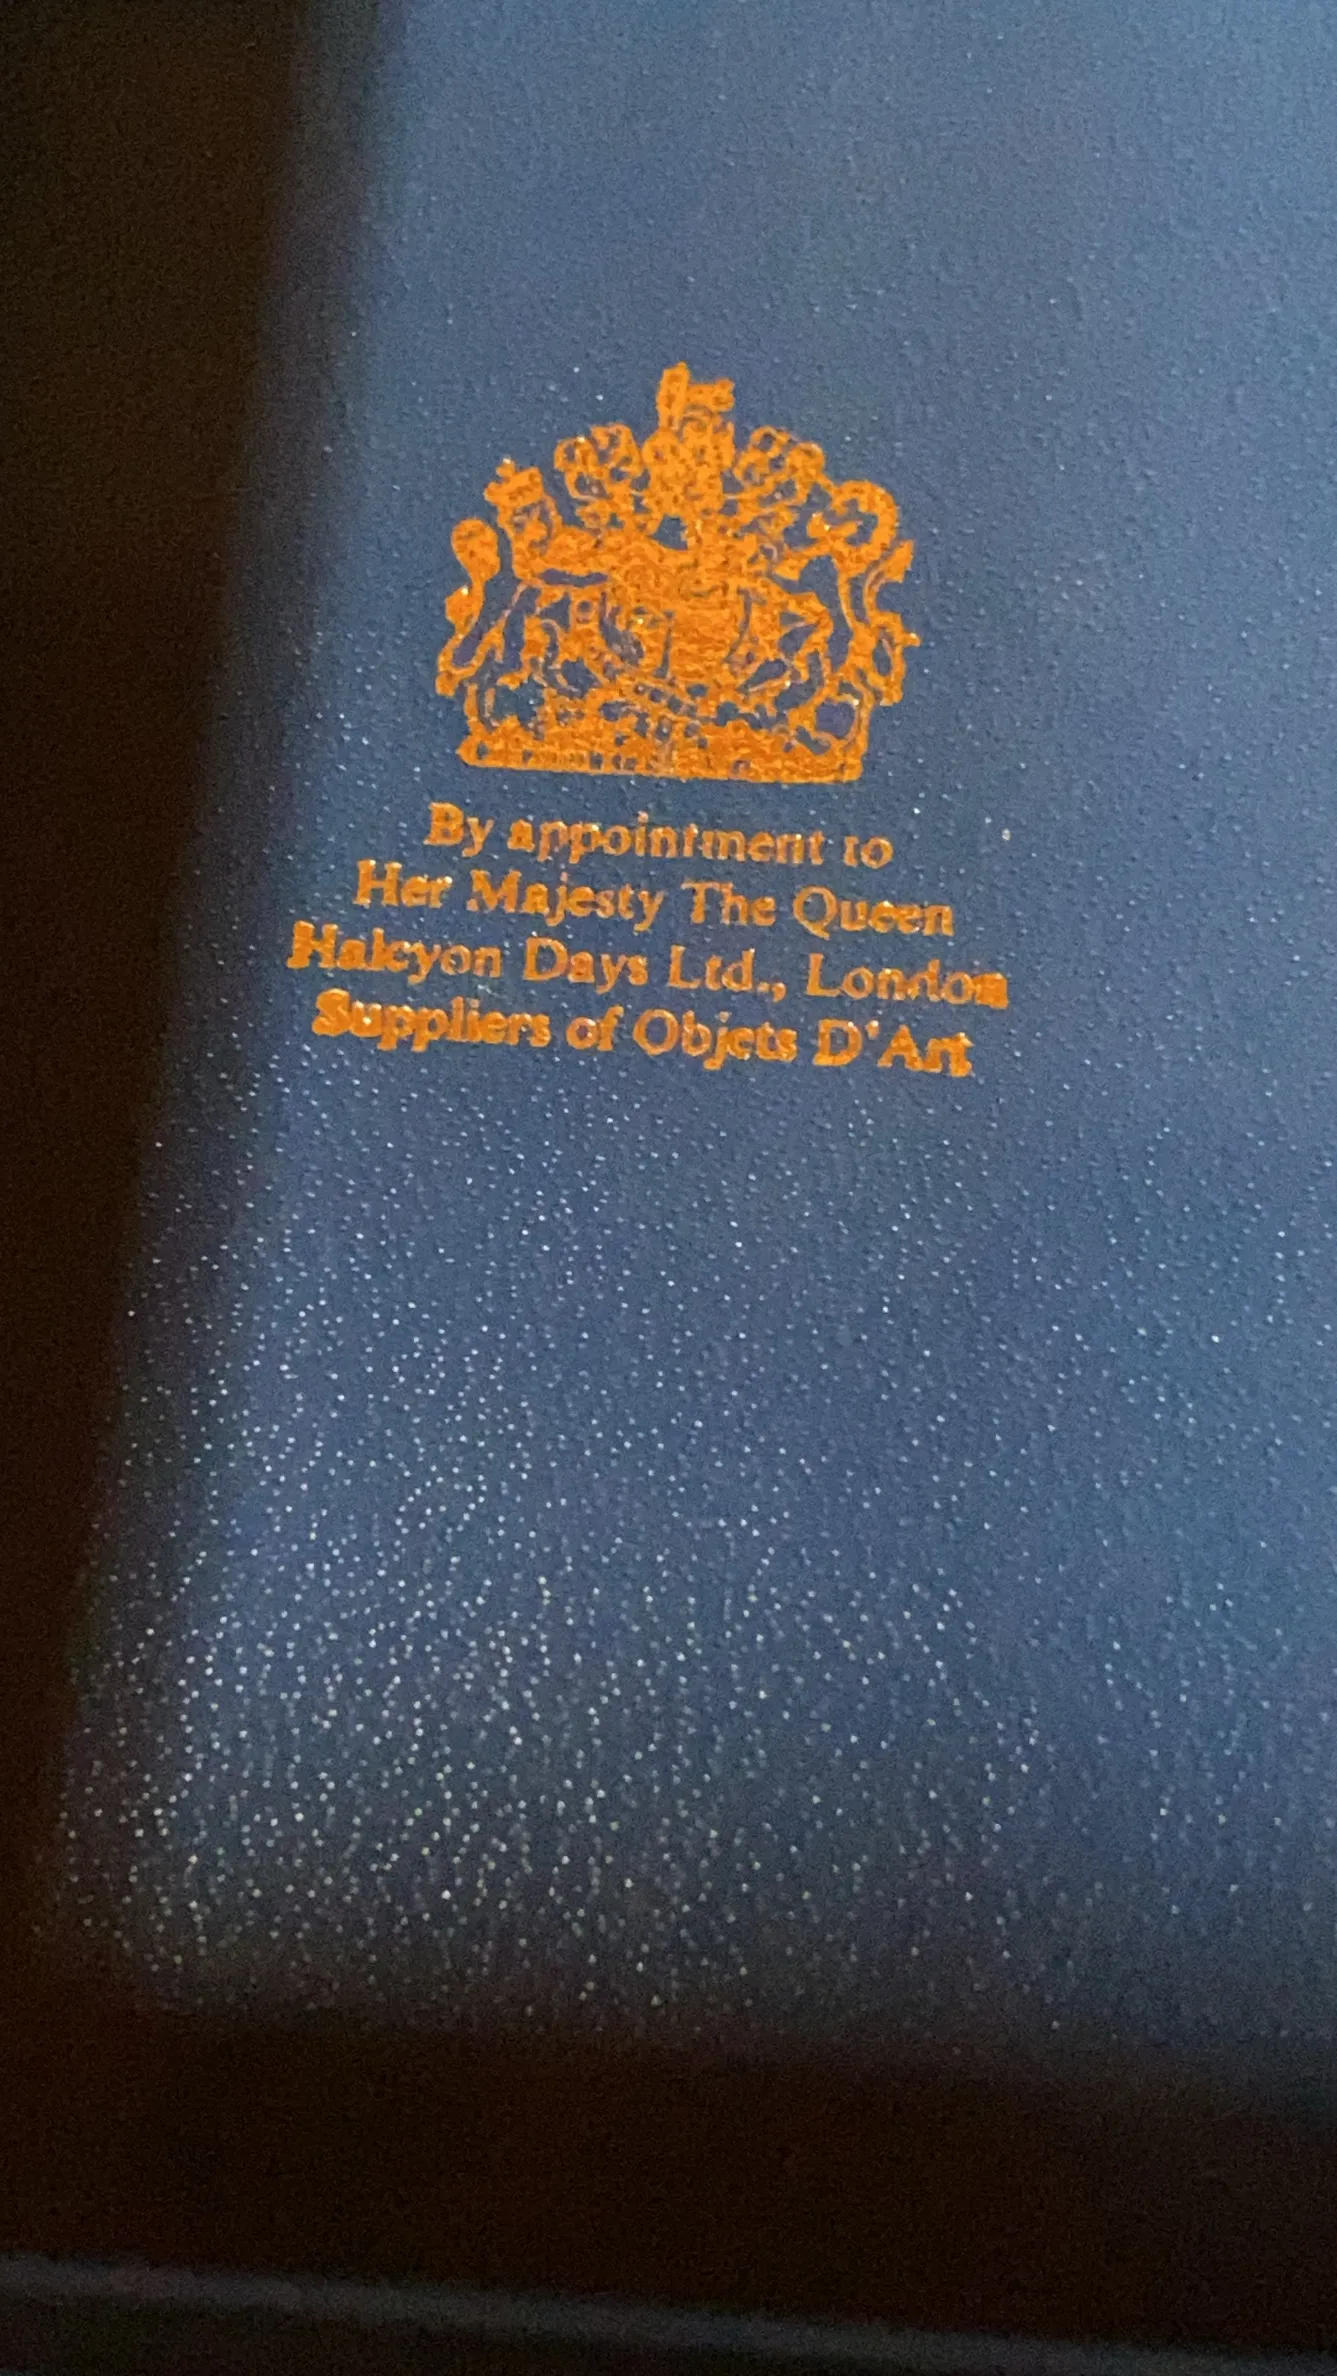 By appointment to
Her Majesty The Queen
Halcyon Days Ltd., London
Suppliers of Objets D'Art